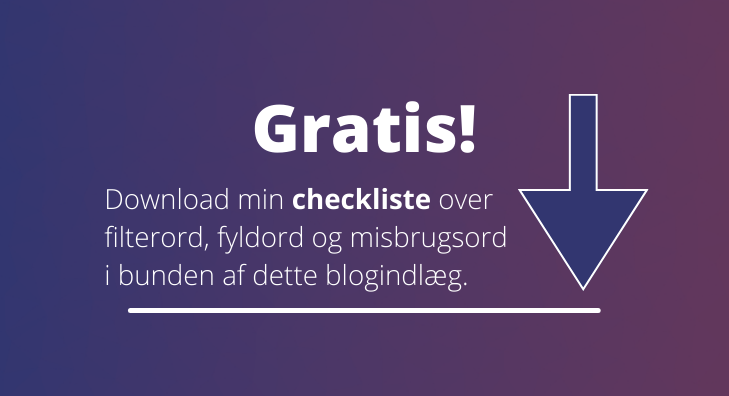 Gratis!
Download min checkliste over
filterord, fyldord og misbrugsord
i bunden af dette blogindlæg.